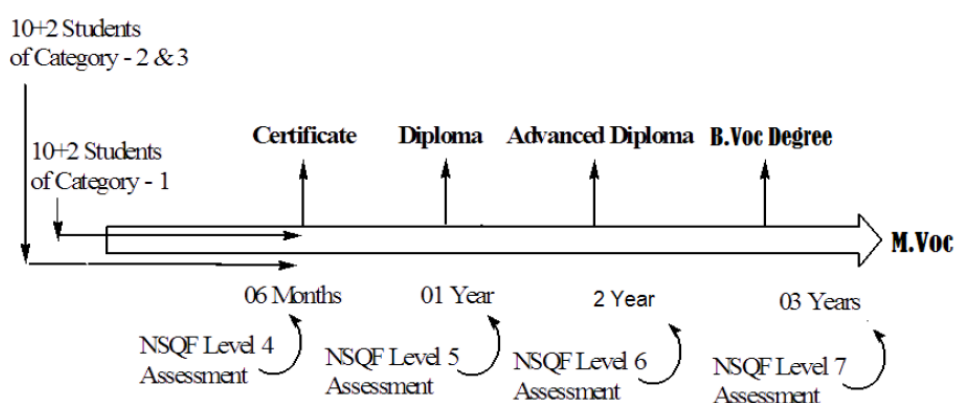 10+2 Students
of Category - 2 & 3
10+2 Students
of Category - 1
Certificate
Diploma
Advanced Diploma
B.Voc Degree
M.Voc
06 Months
01 Year
2 Year
03 Years
NSQF Level 4
Assessment
NSQF Level 5
Assessment
NSQF Level 6
Assessment
NSQF Level 7
Assessment